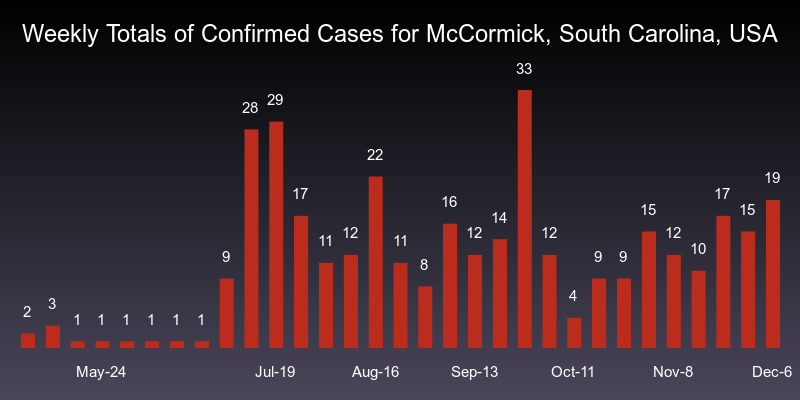 Weekly Totals of Confirmed Cases for McCormick, South Carolina, USA
2 3 1 1 1 1 1 1 9 28 29 17 11 12 22 11 8 16 12 14 33 12 4 9 9 15 12 10 17 15 19
May-24 Jul-19 Aug-16 Sep-13 Oct-11 Nov-8 Dec-6